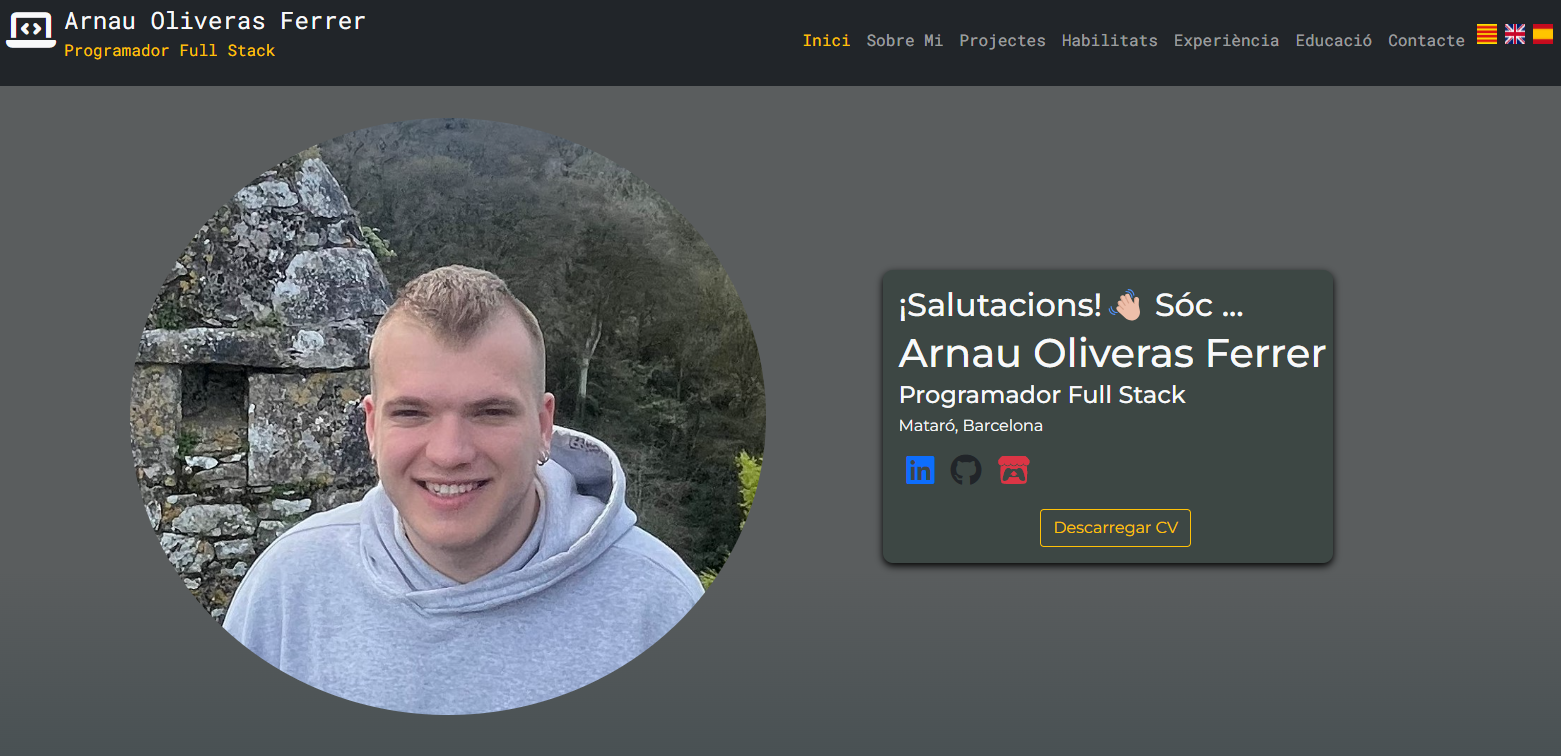 Arnau Oliveras Ferrer
Programador Full Stack
Inici Sobre Mi Projectes Habilitats Experiència Educació Contacte
¡Salutacions!👋🏻 Sóc ...
Arnau Oliveras Ferrer
Programador Full Stack
Mataró, Barcelona
in
Descarregar CV